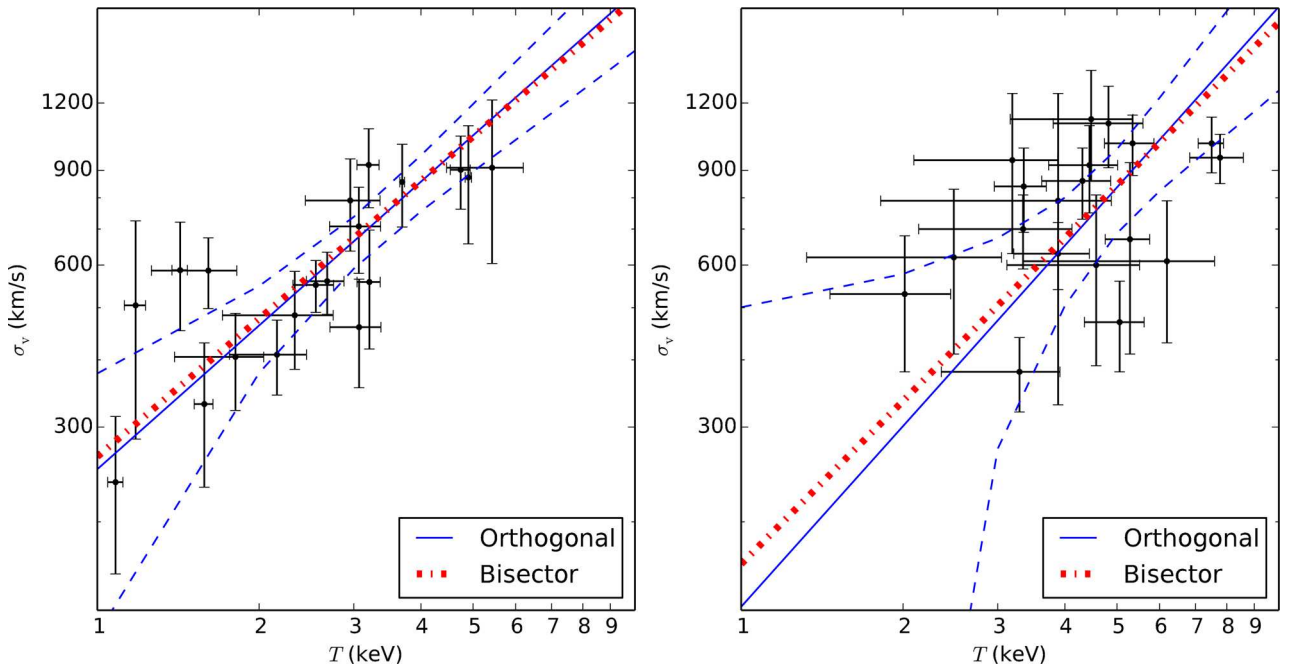 1200
900
600
300
σv (km/s)
1 2 3 4 5 6 7 8 9
T (keV)
Orthogonal
Bisector
1200
900
600
300
σv (km/s)
1 2 3 4 5 6 7 8 9
T (keV)
Orthogonal
Bisector